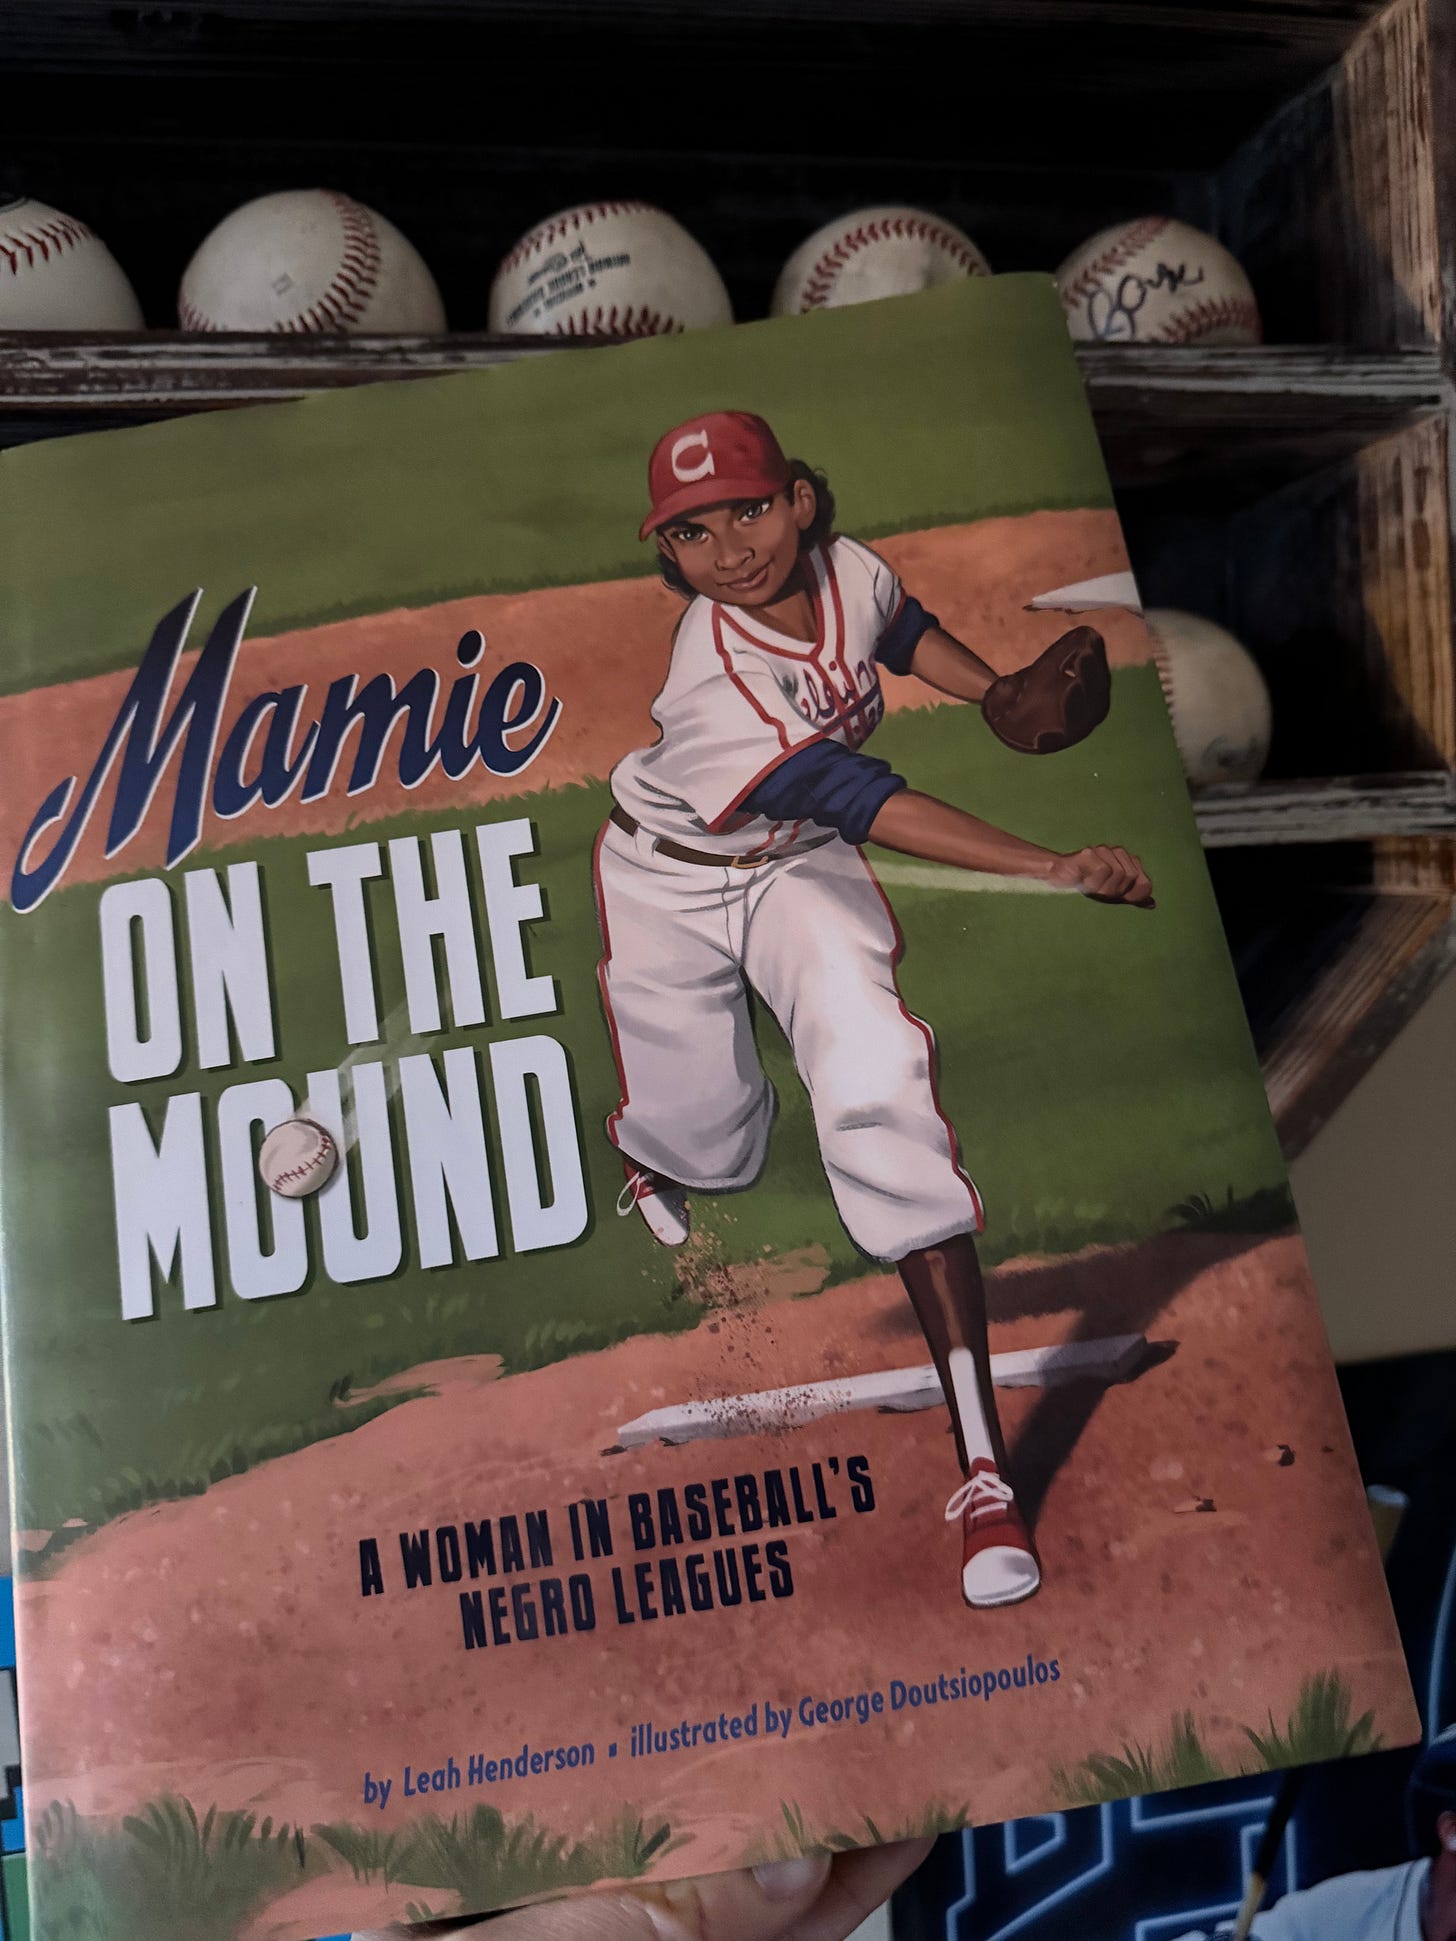 G
Mamie
ON THE
MOUND
A WOMAN IN BASEBALL'S
NEGRO LEAGUES
by Leah Henderson ▪ illustrated by George Doutsiopoulos